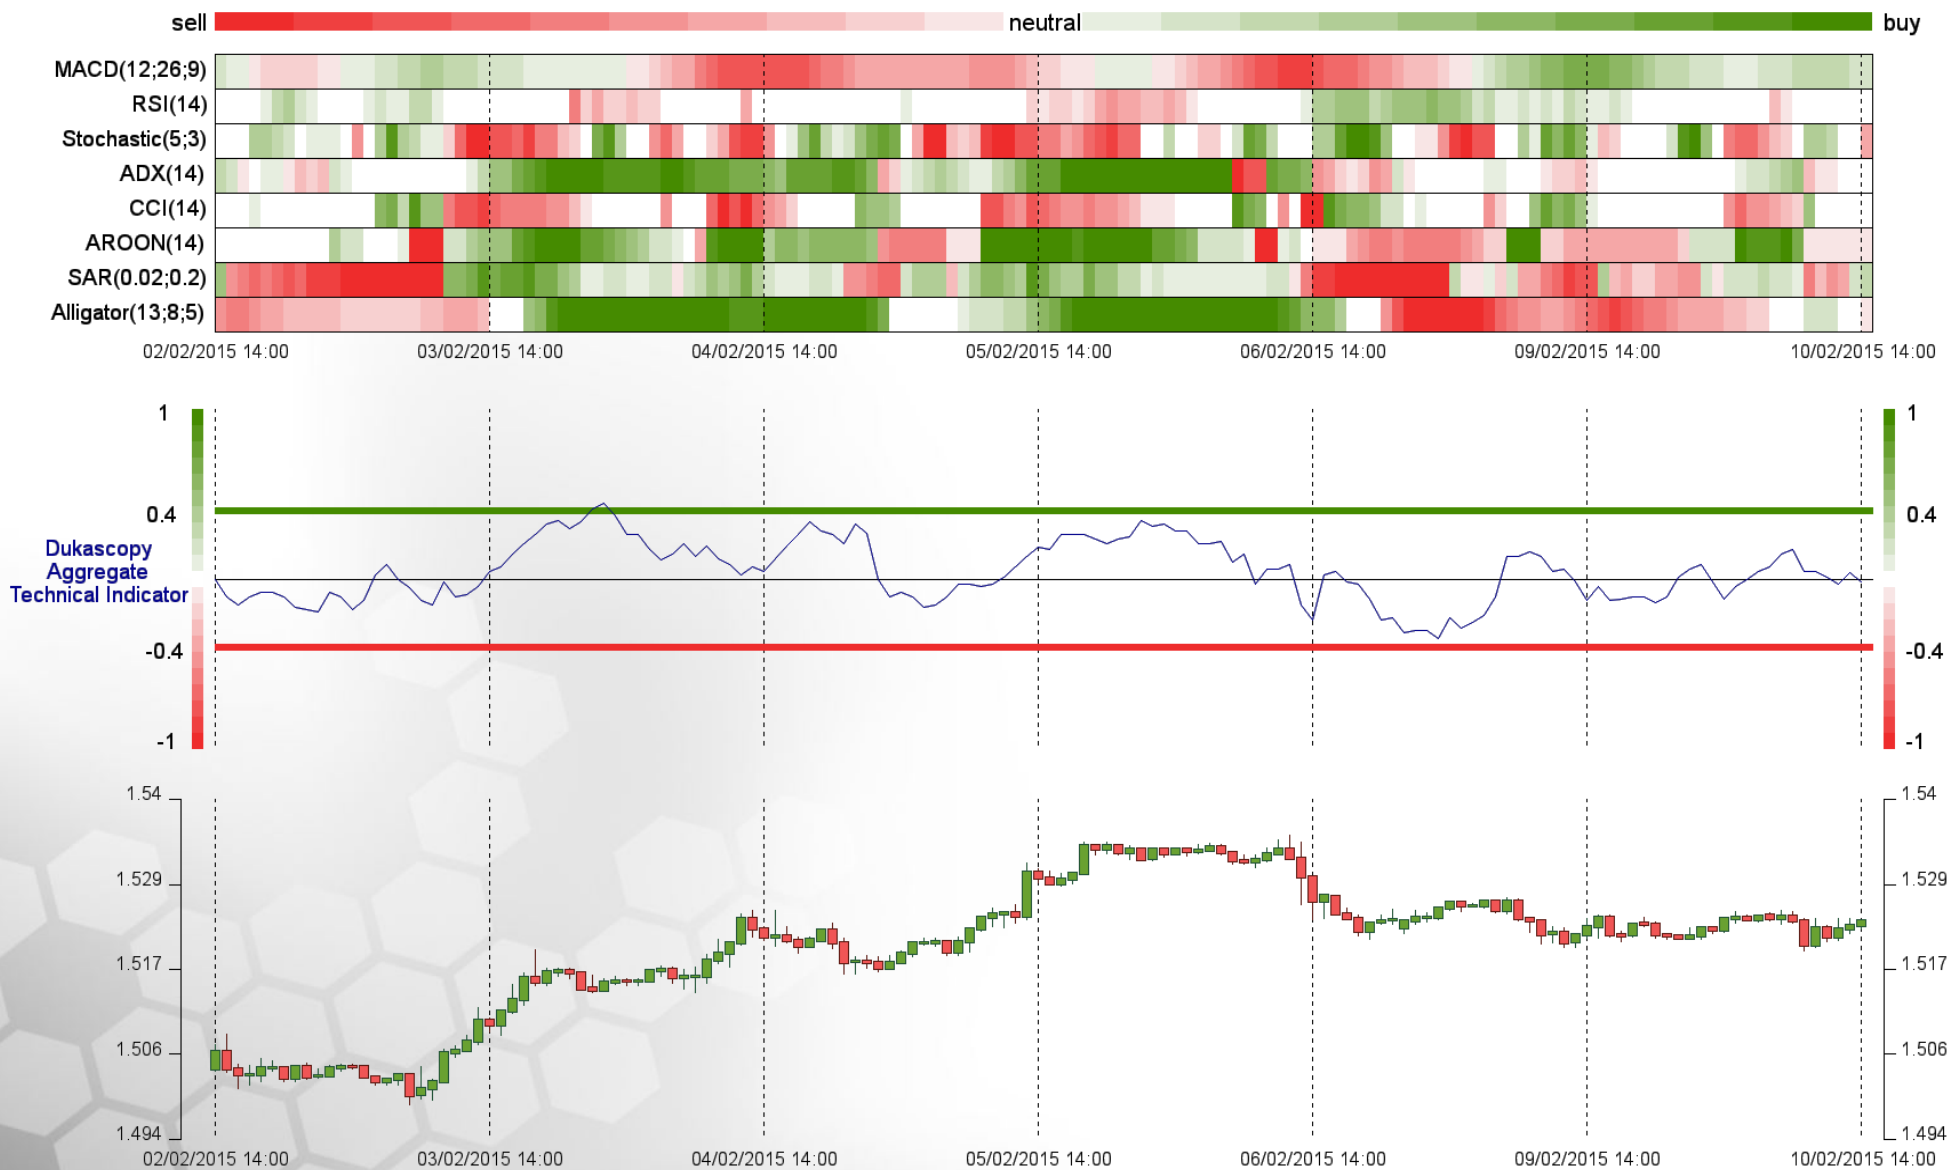 sell neutral buy
MACD(12;26;9)
RSI(14)
Stochastic(5;3)
ADX(14)
CCI(14)
AROON(14)
SAR(0.02;0.2)
Alligator(13;8;5)
02/02/2015 14:00 03/02/2015 14:00 04/02/2015 14:00 05/02/2015 14:00 06/02/2015 14:00 09/02/2015 14:00 10/02/2015 14:00
1 1
0.4 0.4
Dukascopy
Aggregate
Technical Indicator
-0.4 -0.4
-1 -1
1.54 1.54
1.529 1.529
1.517 1.517
1.506 1.506
1.494 1.494
02/02/2015 14:00 03/02/2015 14:00 04/02/2015 14:00 05/02/2015 14:00 06/02/2015 14:00 09/02/2015 14:00 10/02/2015 14:00